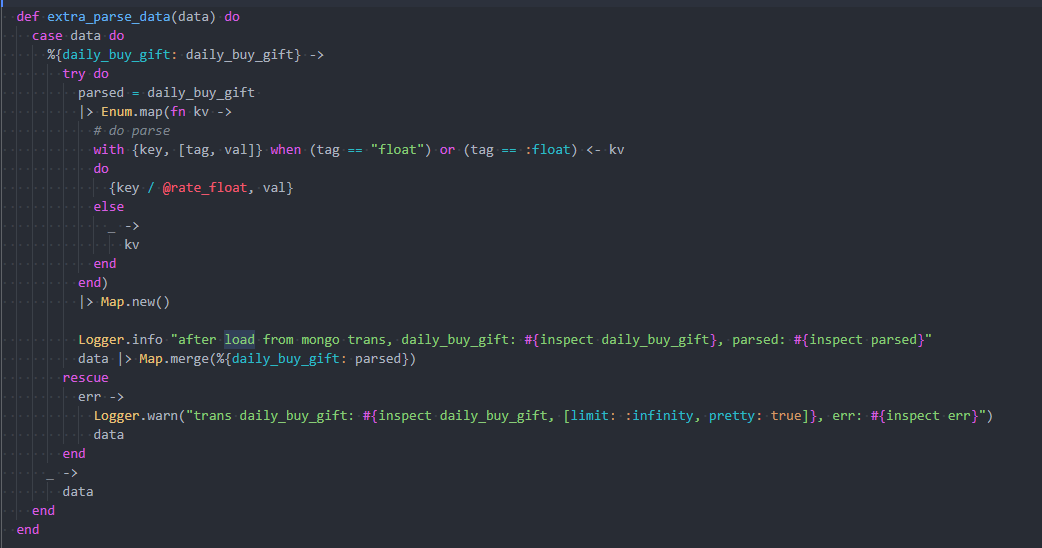 def extra_parse_data(data) do
case data do
%{daily_buy_gift: daily_buy_gift} ->
try do
parsed = daily_buy_gift
|> Enum.map(fn kv ->
# do parse
with {key, [tag, val]} when (tag == "float") or (tag == :float) <- kv
do
{key / @rate_float, val}
else
_ ->
kv
end
end)
|> Map.new()
Logger.info "after load from mongo trans, daily_buy_gift: #{inspect daily_buy_gift}, parsed: #{inspect parsed}"
data |> Map.merge(%{daily_buy_gift: parsed})
rescue
err ->
Logger.warn("trans daily_buy_gift: #{inspect daily_buy_gift, [limit: :infinity, pretty: true]}, err: #{inspect err}")
data
end
_ ->
data
end
end